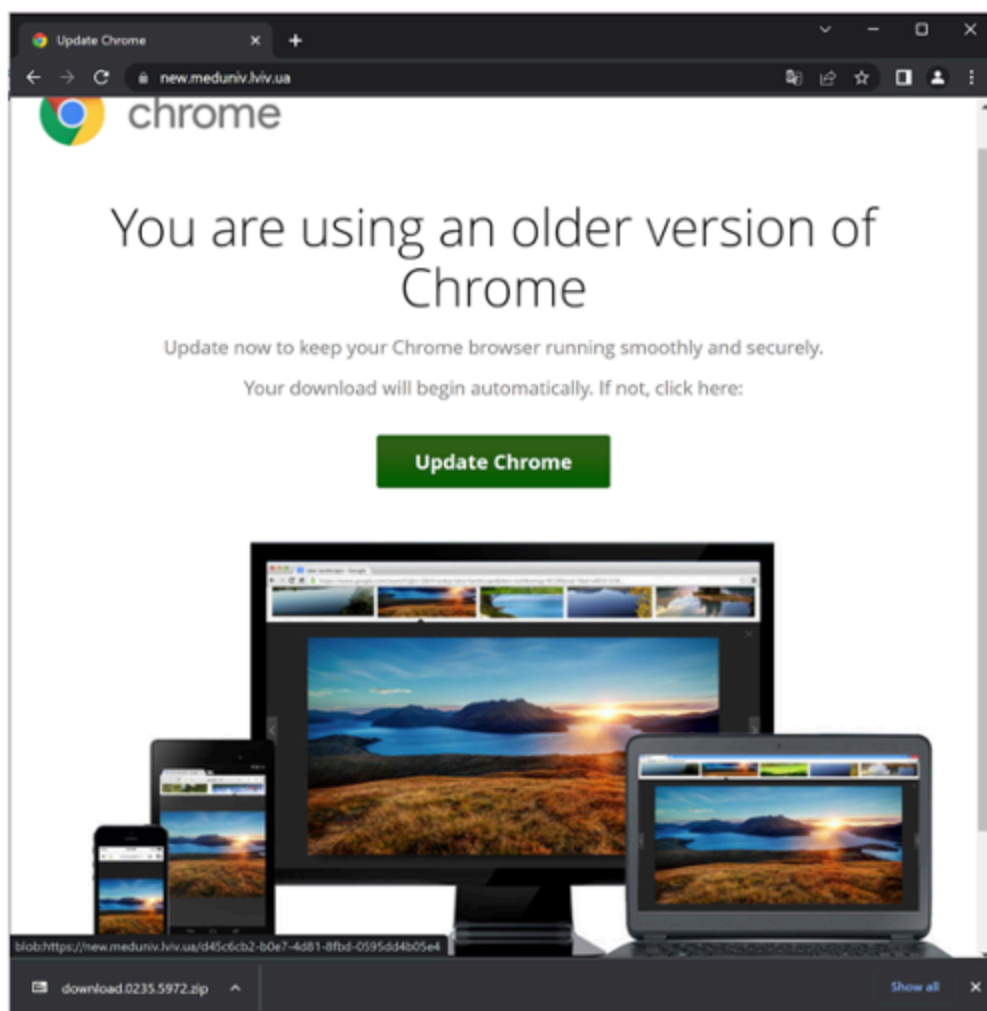 Update Chrome
new.meduniv.lviv.ua
chrome
You are using an older version of
Chrome
Update now to keep your Chrome browser running smoothly and securely.
Your download will begin automatically. If not, click here:
Update Chrome
blob:https://new.meduniv.lviv.ua/d45c6cb2-b0e7-4d81-8fbd-0595dd4b05e4
download.0235.5972.zip
Show all